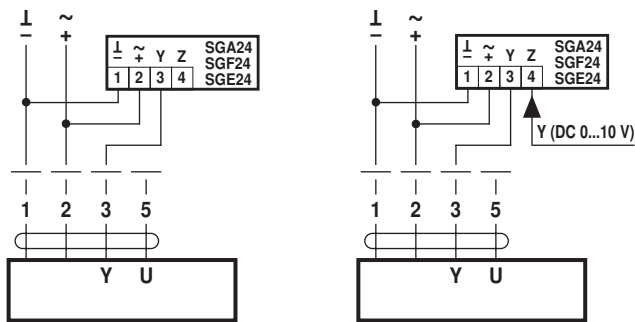 ⊥ ~
– +
⊥ ~ Y Z SGA24
– + SGF24
1 2 3 4 SGE24
1 2 3 5
Y U
⊥ ~
– +
⊥ ~ Y Z SGA24
– + SGF24
1 2 3 4 SGE24
Y (DC 0...10 V)
1 2 3 5
Y U